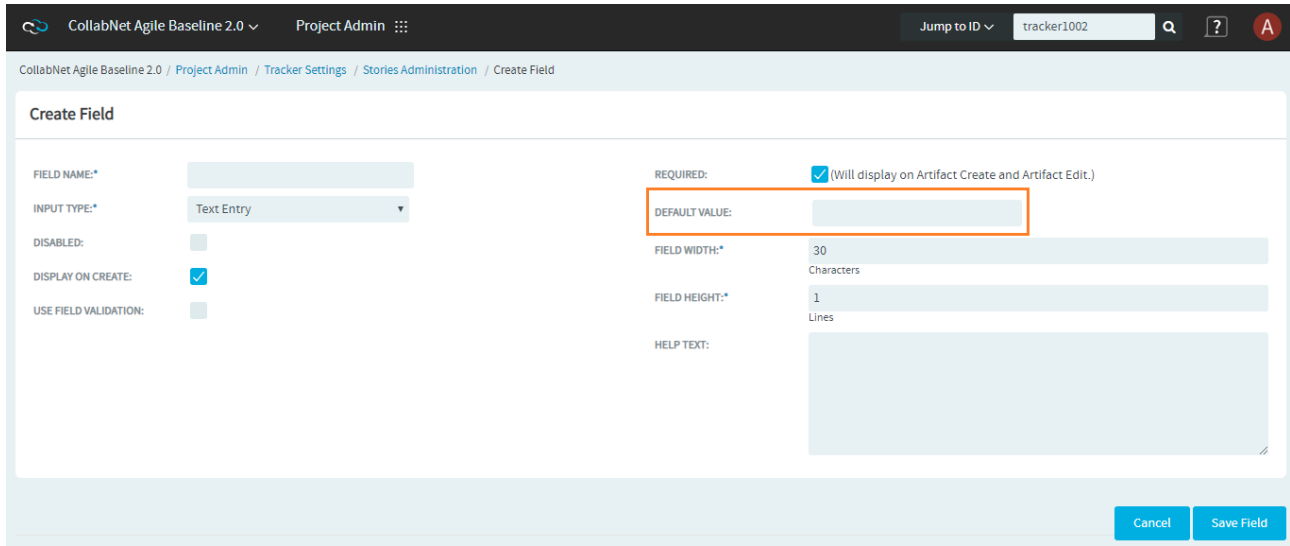 CollabNet Agile Baseline 2.0 Project Admin Jump to ID tracker1002 ? A
CollabNet Agile Baseline 2.0 / Project Admin / Tracker Settings / Stories Administration / Create Field
Create Field
FIELD NAME:*
INPUT TYPE:* Text Entry
DISABLED:
DISPLAY ON CREATE:
USE FIELD VALIDATION:
REQUIRED: (Will display on Artifact Create and Artifact Edit.)
DEFAULT VALUE:
FIELD WIDTH:* 30
Characters
FIELD HEIGHT:* 1
Lines
HELP TEXT:
Cancel Save Field